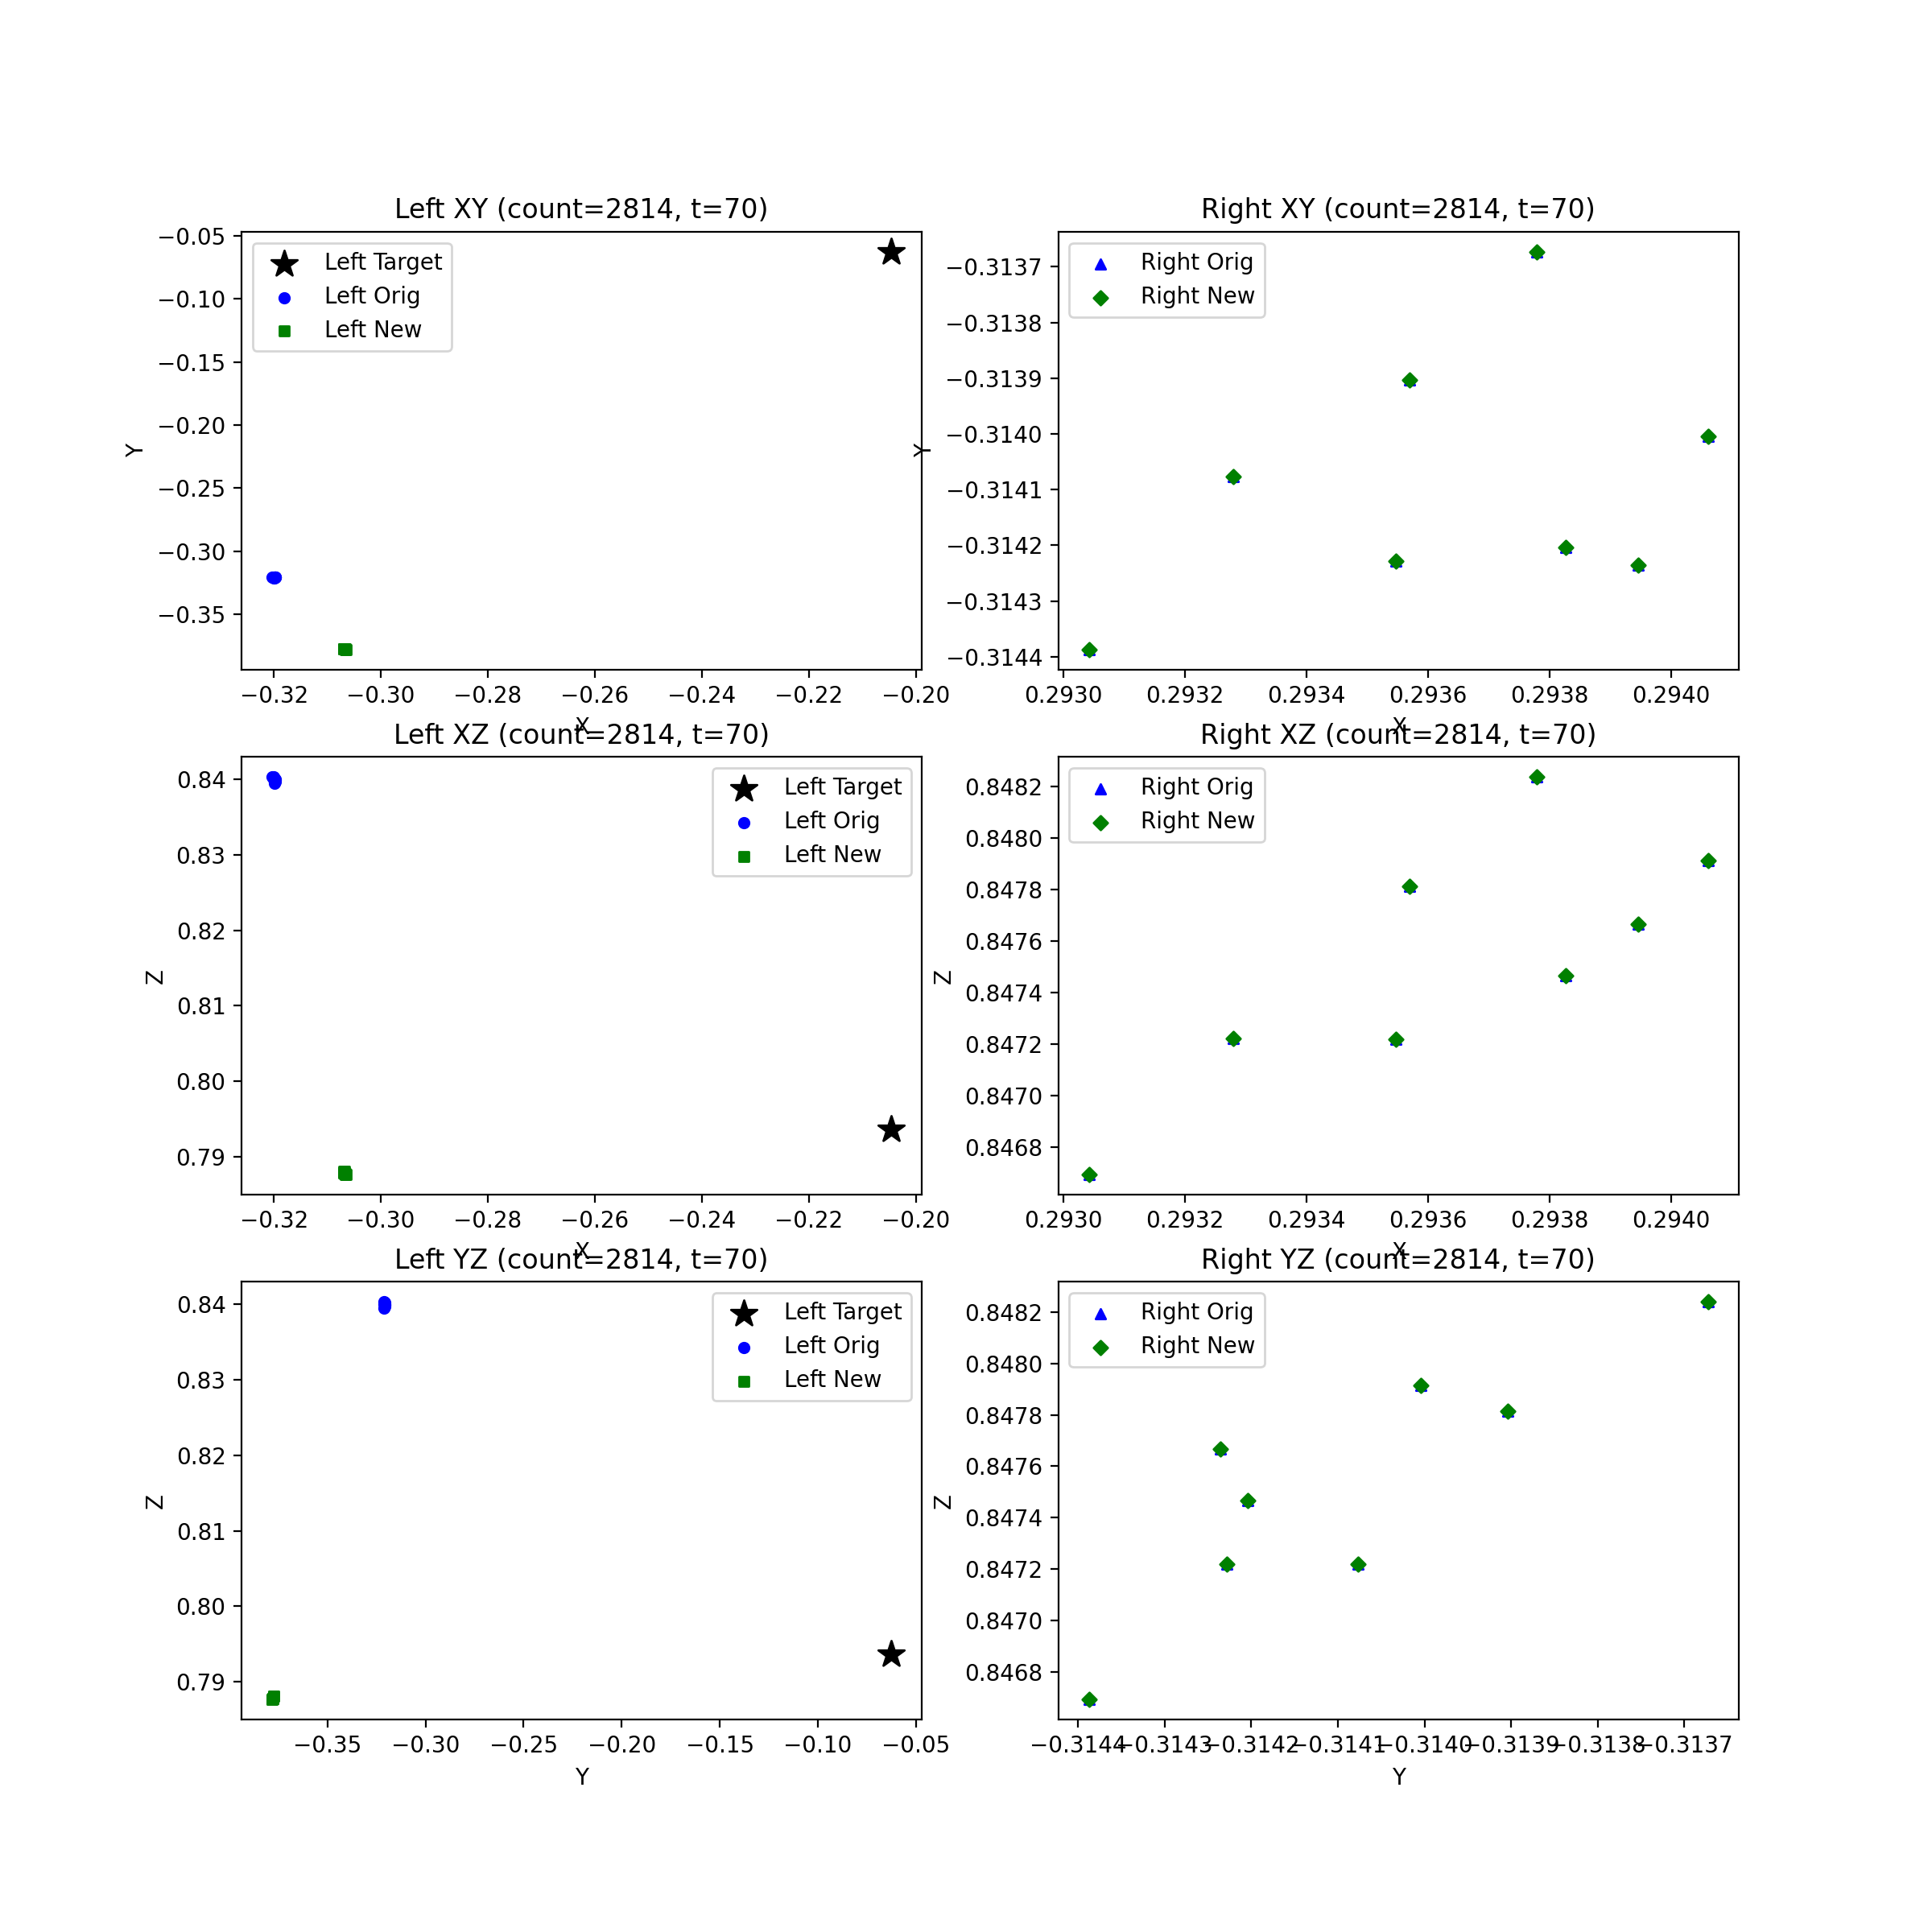 Left XY (count=2814, t=70)
Right XY (count=2814, t=70)
−0.05
−0.10
−0.15
−0.20
−0.25
−0.30
−0.35
Y
Left Target
Left Orig
Left New
−0.32
−0.30
−0.28
−0.26
−0.24
−0.22
−0.20
X
−0.3137
−0.3138
−0.3139
−0.3140
−0.3141
−0.3142
−0.3143
−0.3144
Y
Right Orig
Right New
0.2930
0.2932
0.2934
0.2936
0.2938
0.2940
X
Left XZ (count=2814, t=70)
Right XZ (count=2814, t=70)
0.84
0.83
0.82
0.81
0.80
0.79
Z
Left Target
Left Orig
Left New
−0.32
−0.30
−0.28
−0.26
−0.24
−0.22
−0.20
X
0.8482
0.8480
0.8478
0.8476
0.8474
0.8472
0.8470
0.8468
Z
Right Orig
Right New
0.2930
0.2932
0.2934
0.2936
0.2938
0.2940
X
Left YZ (count=2814, t=70)
Right YZ (count=2814, t=70)
0.84
0.83
0.82
0.81
0.80
0.79
Z
Left Target
Left Orig
Left New
−0.35
−0.30
−0.25
−0.20
−0.15
−0.10
−0.05
Y
0.8482
0.8480
0.8478
0.8476
0.8474
0.8472
0.8470
0.8468
Z
Right Orig
Right New
−0.3144
−0.3143
−0.3142
−0.3141
−0.3140
−0.3139
−0.3138
−0.3137
Y